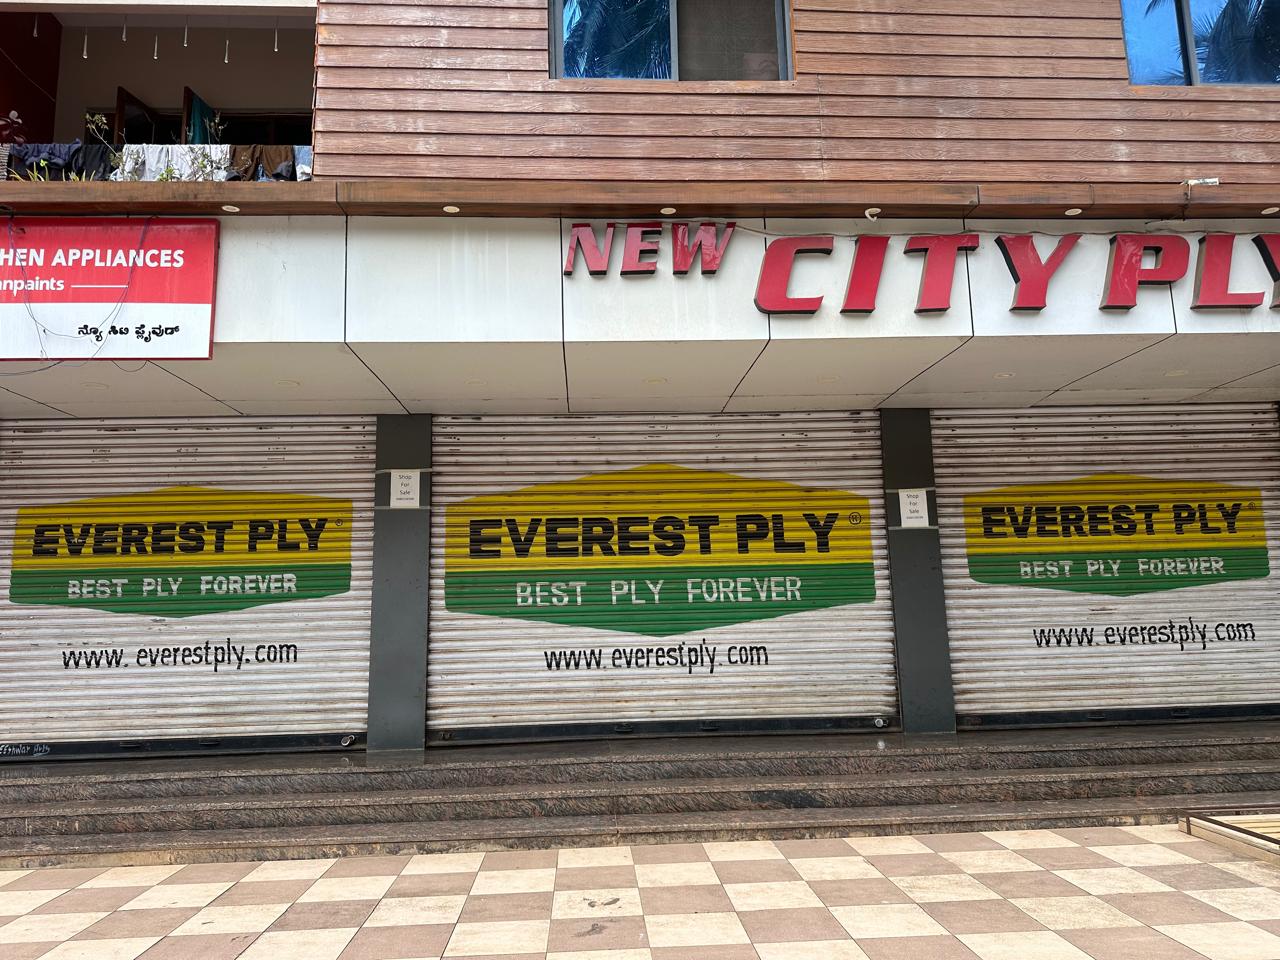 HEN APPLIANCES
anpaints
ನ್ಯೂ ಸಿಟಿ ಪ್ಲೈವುಡ್
NEW CITY PLY
Shop
For
Sale
Shop
For
Sale
EVEREST PLY®
BEST PLY FOREVER
www.everestply.com
EVEREST PLY®
BEST PLY FOREVER
www.everestply.com
EVEREST PLY®
BEST PLY FOREVER
www.everestply.com